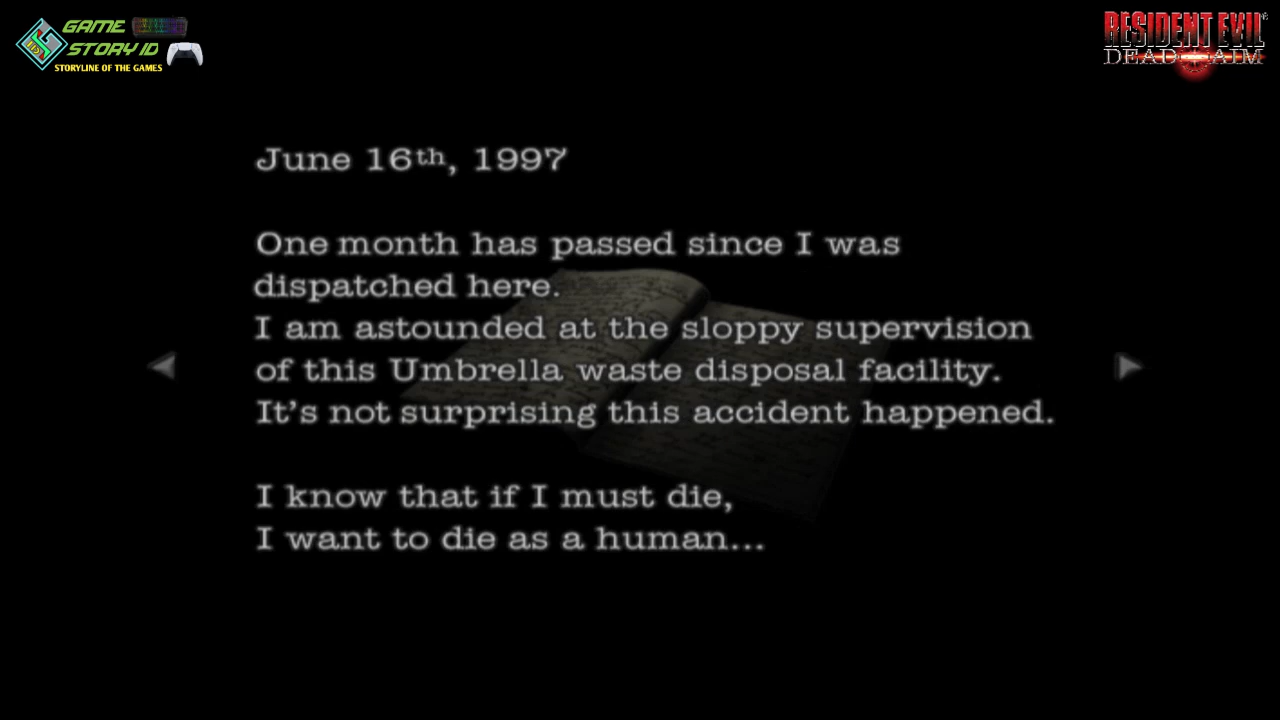 GAME
STORY ID
STORYLINE OF THE GAMES
RESIDENT EVIL
DEAD AIM
June 16th, 1997
One month has passed since I was
dispatched here.
I am astounded at the sloppy supervision
of this Umbrella waste disposal facility.
It's not surprising this accident happened.
I know that if I must die,
I want to die as a human...